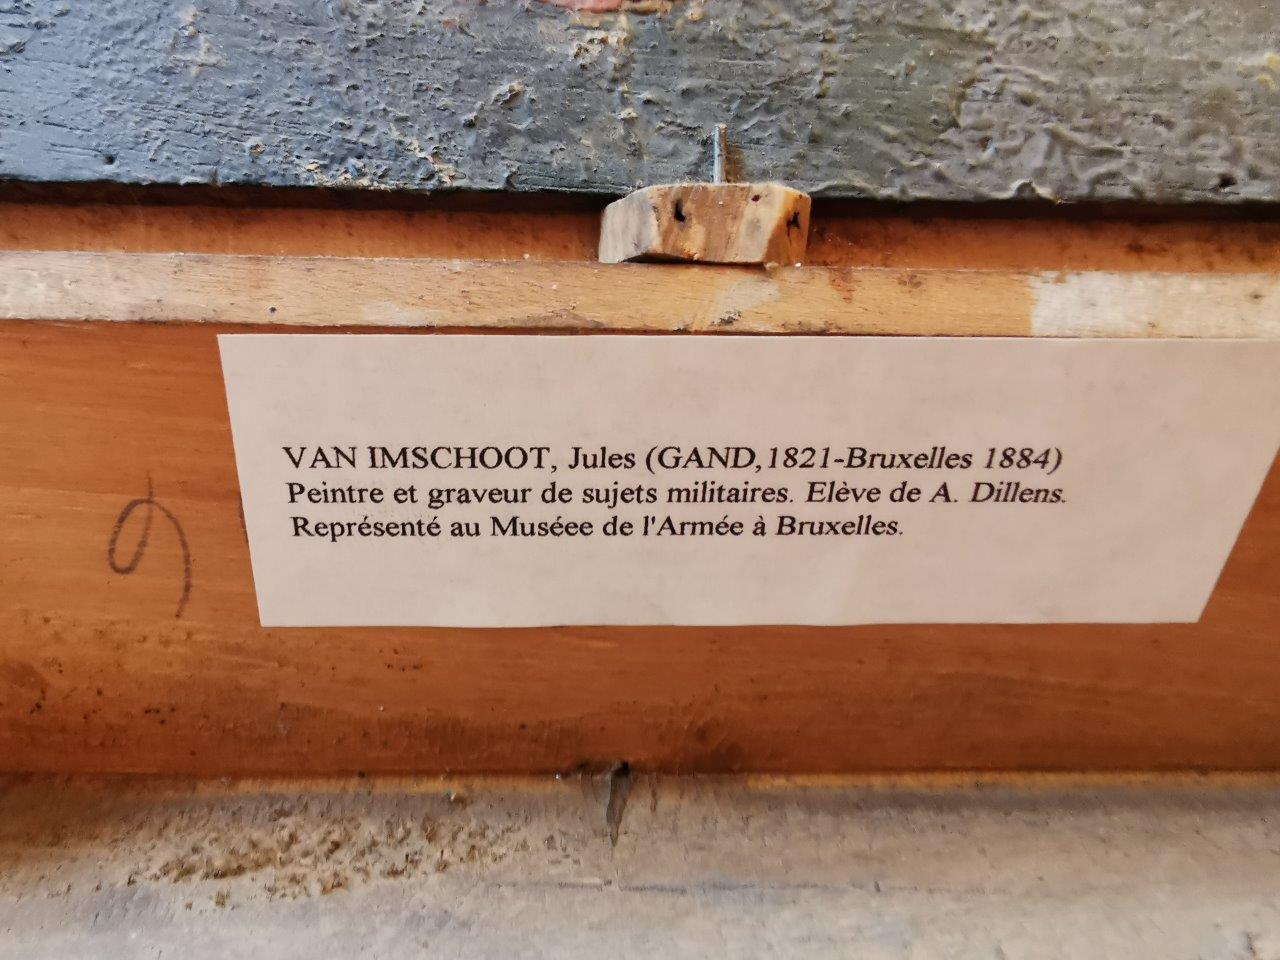 VAN IMSCHOOT, Jules (GAND,1821-Bruxelles 1884)
Peintre et graveur de sujets militaires. Elève de A. Dillens.
Représenté au Muséee de l'Armée à Bruxelles.